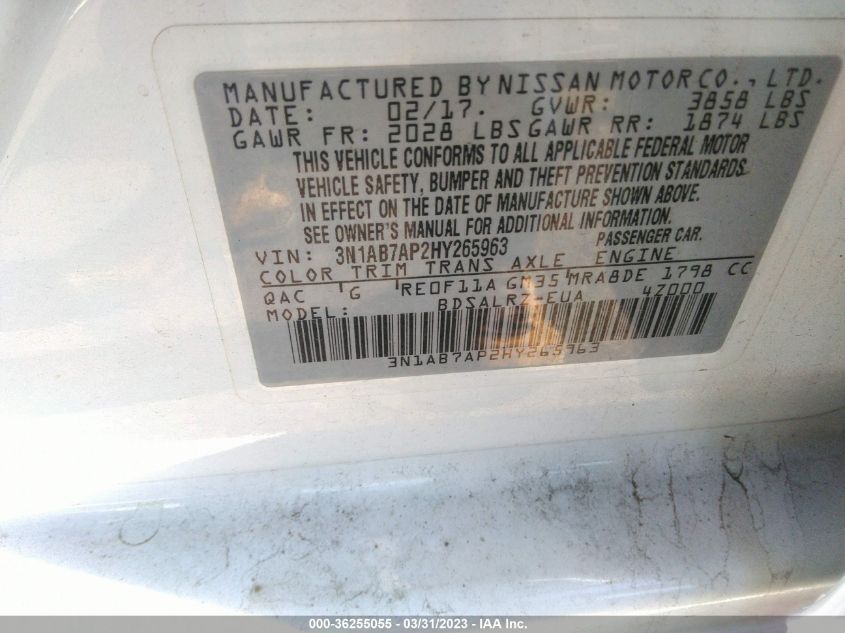 MANUFACTURED BY NISSAN MOTOR CO., LTD.
DATE: 02/17. GVWR: 3858 LBS
GAWR FR: 2028 LBS GAWR RR: 1874 LBS
THIS VEHICLE CONFORMS TO ALL APPLICABLE FEDERAL MOTOR
VEHICLE SAFETY, BUMPER AND THEFT PREVENTION STANDARDS
IN EFFECT ON THE DATE OF MANUFACTURE SHOWN ABOVE.
SEE OWNER'S MANUAL FOR ADDITIONAL INFORMATION.
VIN: 3N1AB7AP2HY265963 PASSENGER CAR.
COLOR TRIM TRANS AXLE ENGINE
QAC G RE0F11A GM35 MRA8DE 1798 CC
MODEL: BDSALRZ-EUA 4Z000
3N1AB7AP2HY265963
000-36255055 - 03/31/2023 - IAA Inc.